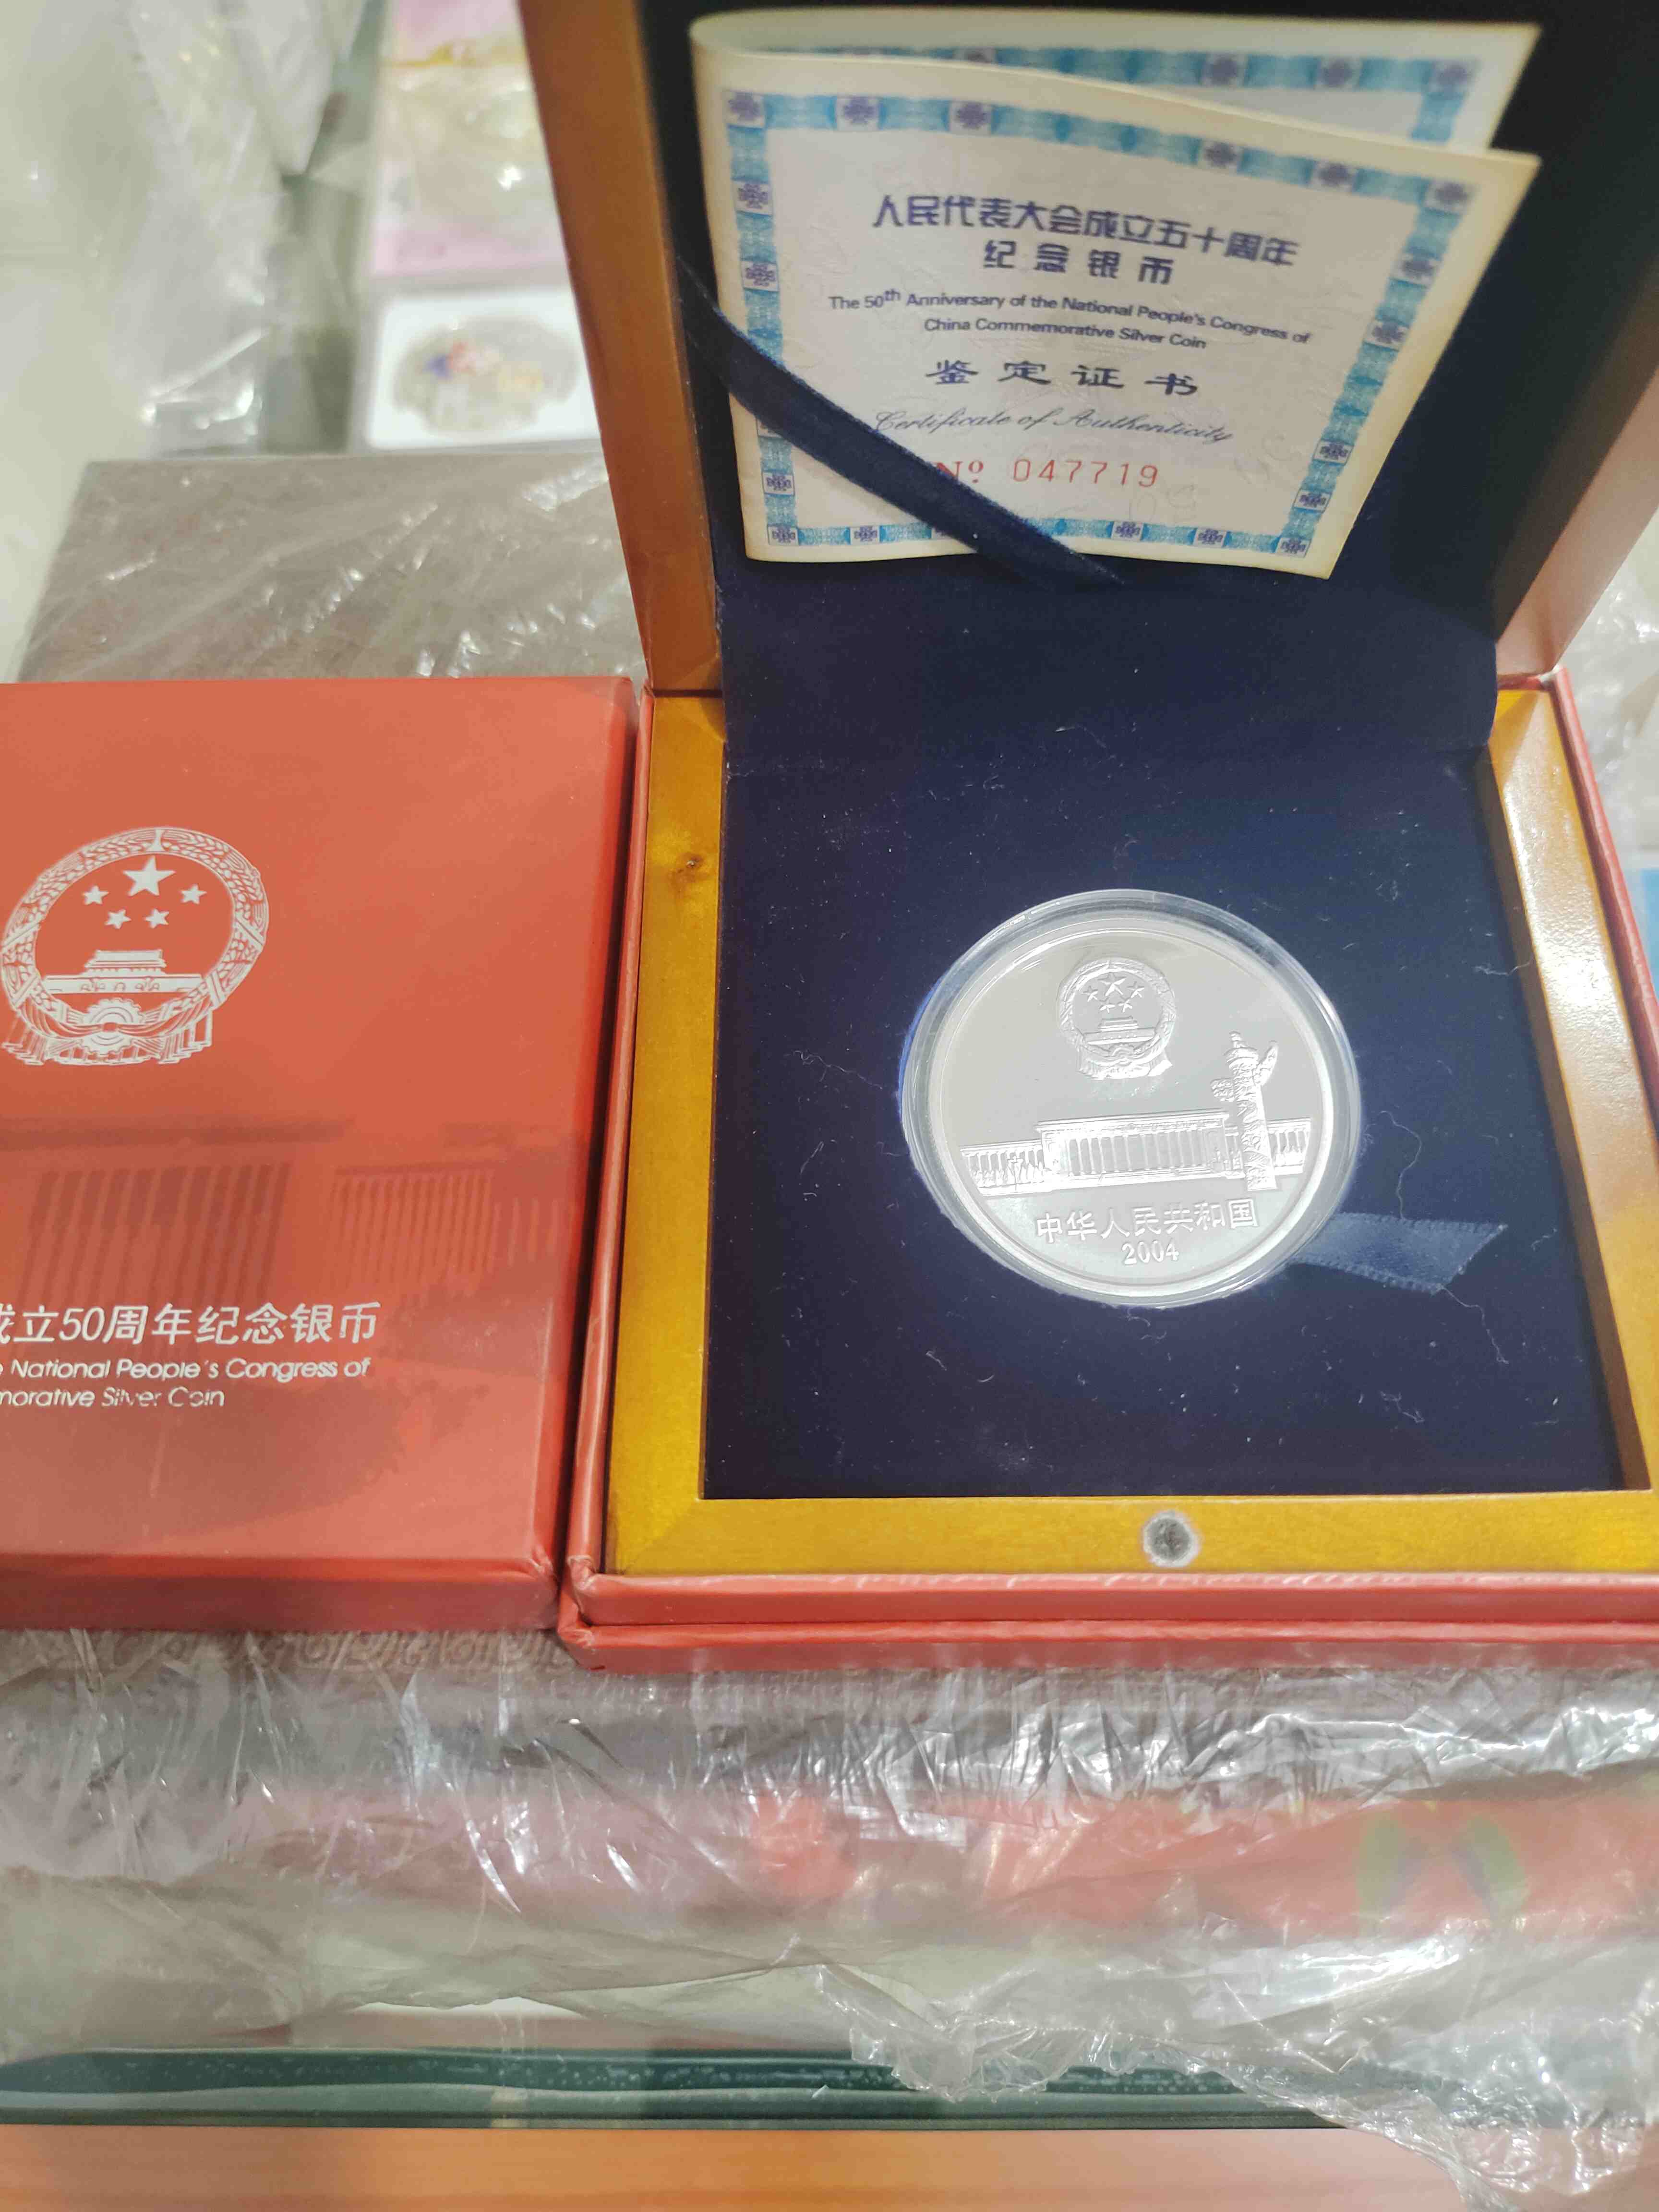 人民代表大会成立五十周年
纪念银币
The 50th Anniversary of the National People's Congress of
China Commemorative Silver Coin
鉴定证书
Certificate of Authenticity
Nº 047719
中华人民共和国
2004
成立50周年纪念银币
National People's Congress of
Silver Coin